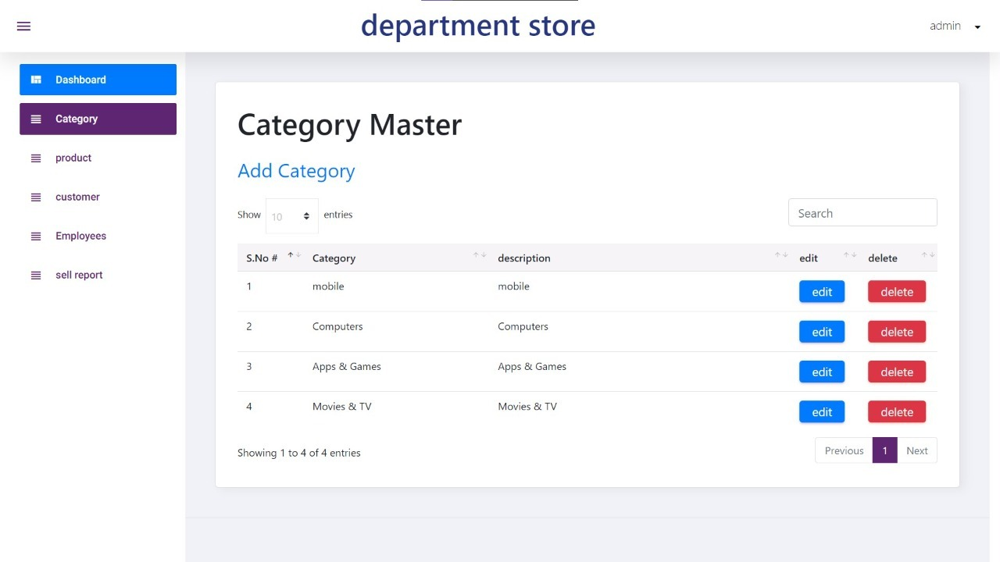 department store
admin
Dashboard
Category
product
customer
Employees
sell report
Category Master
Add Category
Show 10 entries
Search
S.No # Category description edit delete
1 mobile mobile edit delete
2 Computers Computers edit delete
3 Apps & Games Apps & Games edit delete
4 Movies & TV Movies & TV edit delete
Showing 1 to 4 of 4 entries
Previous 1 Next